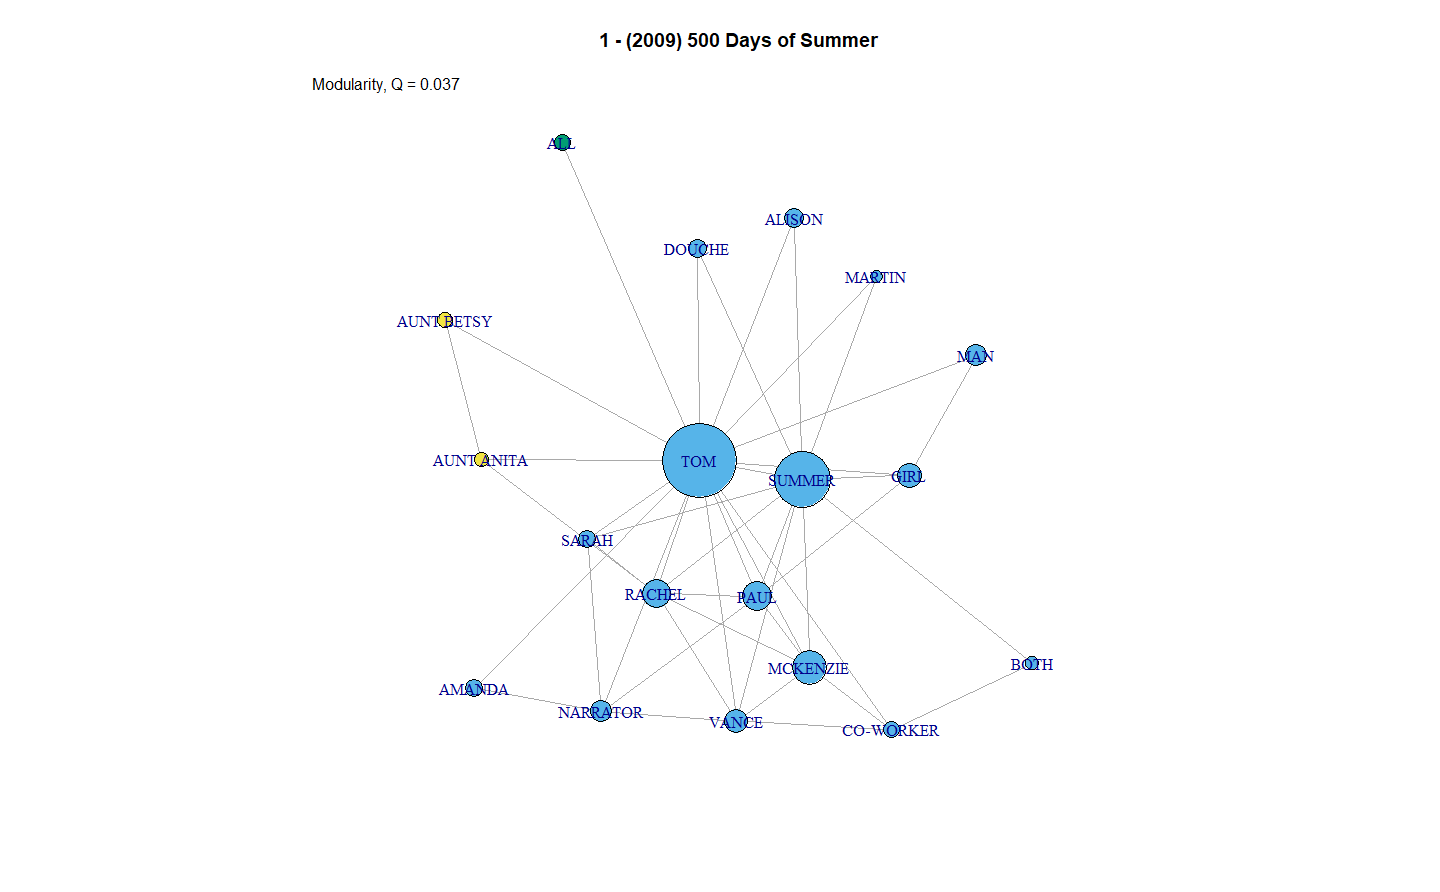 1 - (2009) 500 Days of Summer
Modularity, Q = 0.037
ALL
ALISON
DOUCHE
MARTIN
AUNT BETSY
MAN
AUNT ANITA
TOM
SUMMER
GIRL
SARAH
RACHEL
PAUL
MCKENZIE
BOTH
AMANDA
NARRATOR
VANCE
CO-WORKER